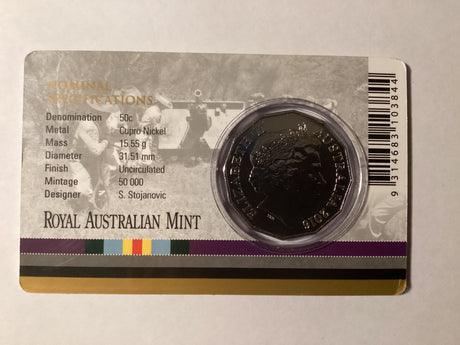 NOMINAL
SPECIFICATIONS
Denomination 50c
Metal Cupro Nickel
Mass 15.55 g
Diameter 31.51 mm
Finish Uncirculated
Mintage 50 000
Designer S. Stojanovic
ROYAL AUSTRALIAN MINT
ELIZABETH II
AUSTRALIA 2016
9 314683 103844